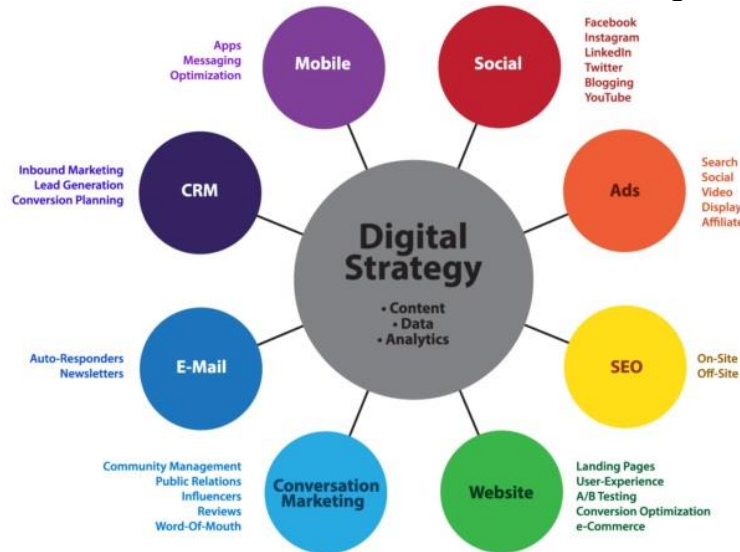 Facebook
Instagram
LinkedIn
Twitter
Blogging
YouTube
Social
Mobile
Apps
Messaging
Optimization
Inbound Marketing
Lead Generation
Conversion Planning
CRM
Ads
Search
Social
Video
Display
Affiliate
Digital
Strategy
• Content
• Data
• Analytics
Auto-Responders
Newsletters
E-Mail
SEO
On-Site
Off-Site
Community Management
Public Relations
Influencers
Reviews
Word-Of-Mouth
Conversation
Marketing
Website
Landing Pages
User-Experience
A/B Testing
Conversion Optimization
e-Commerce